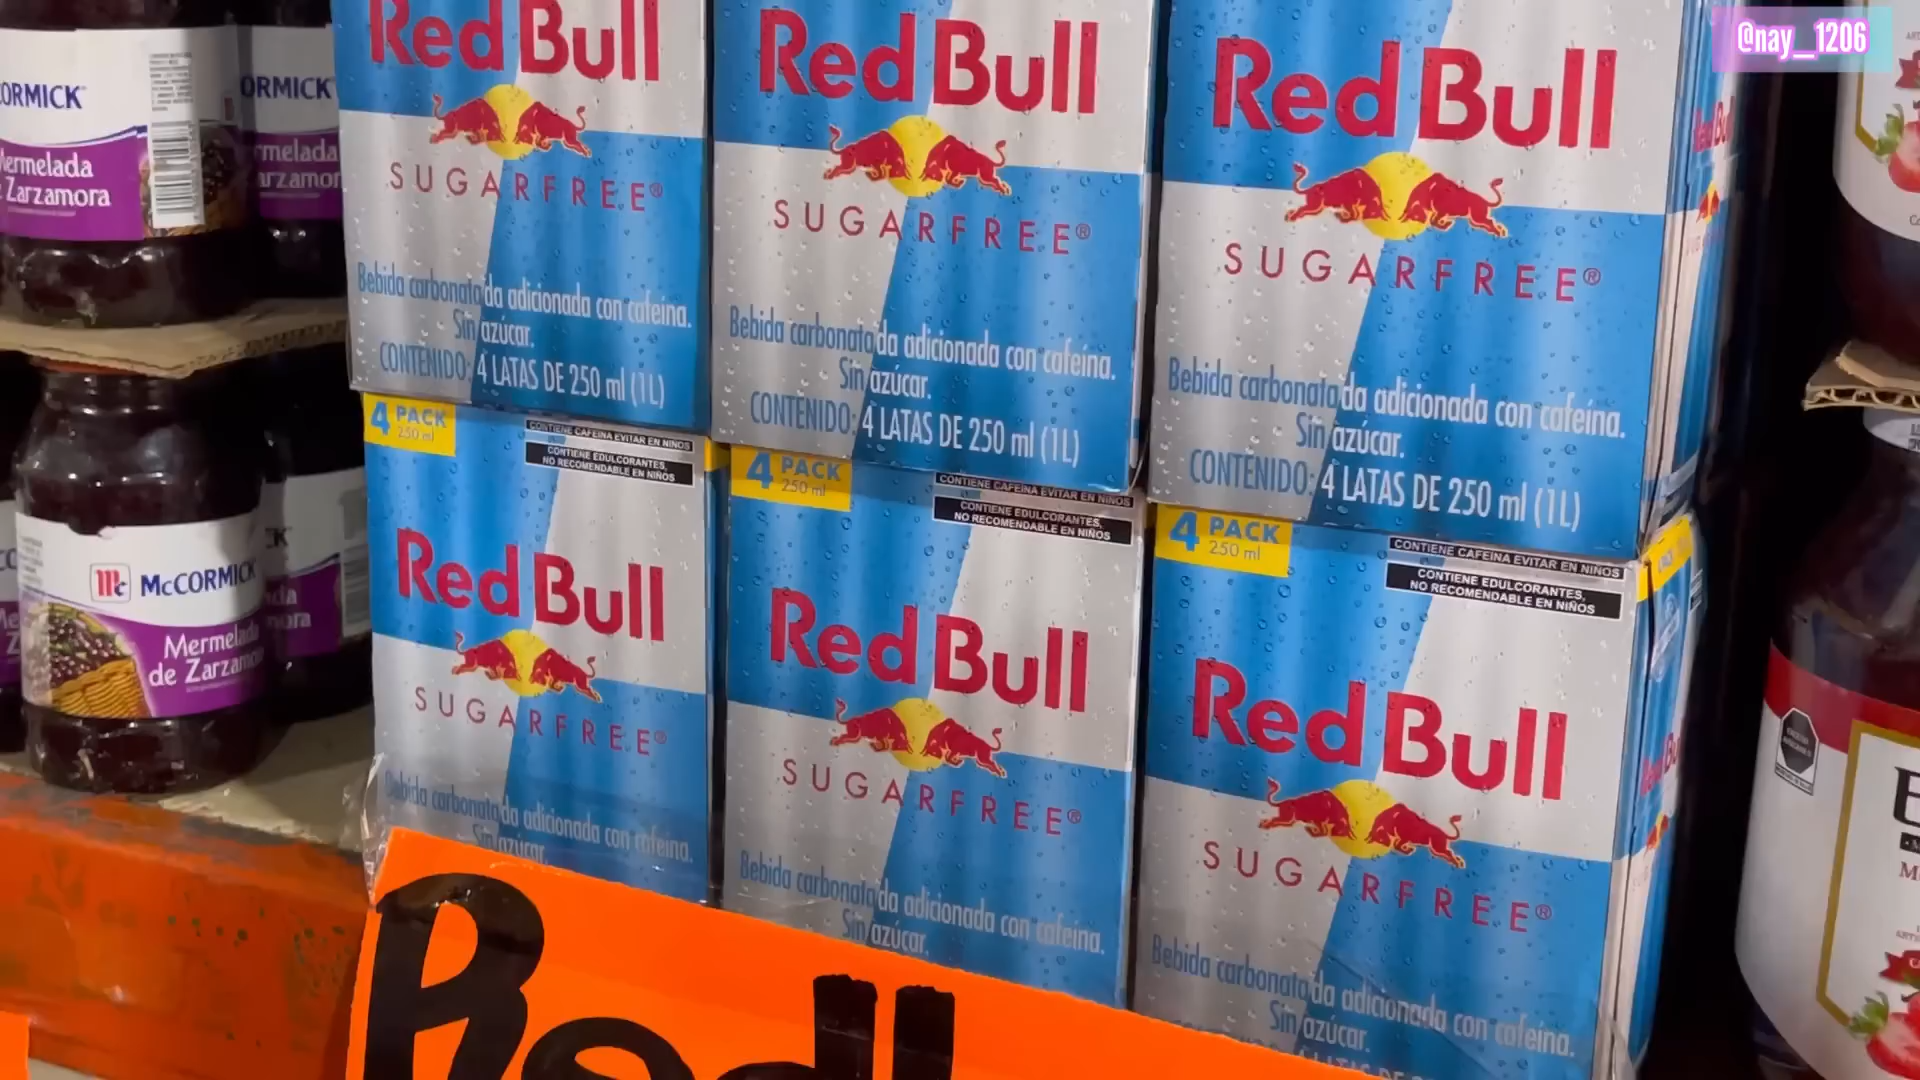 @nay__1206
Red Bull
SUGARFREE®
Bebida carbonatada adicionada con cafeína.
Sin azúcar.
CONTENIDO: 4 LATAS DE 250 ml (1L)
Red Bull
SUGARFREE®
Bebida carbonatada adicionada con cafeína.
Sin azúcar.
CONTENIDO: 4 LATAS DE 250 ml (1L)
Red Bull
SUGARFREE®
Bebida carbonatada adicionada con cafeína.
Sin azúcar.
CONTENIDO: 4 LATAS DE 250 ml (1L)
4 PACK
250 ml
CONTIENE CAFEÍNA EVITAR EN NIÑOS
CONTIENE EDULCORANTES,
NO RECOMENDABLE EN NIÑOS
Red Bull
SUGARFREE®
Bebida carbonatada adicionada con cafeína.
Sin azúcar.
4 PACK
250 ml
CONTIENE CAFEÍNA EVITAR EN NIÑOS
CONTIENE EDULCORANTES,
NO RECOMENDABLE EN NIÑOS
Red Bull
SUGARFREE®
Bebida carbonatada adicionada con cafeína.
Sin azúcar.
4 PACK
250 ml
CONTIENE CAFEÍNA EVITAR EN NIÑOS
CONTIENE EDULCORANTES,
NO RECOMENDABLE EN NIÑOS
Red Bull
SUGARFREE®
Bebida carbonatada adicionada con cafeína.
Sin azúcar.
ORMICK
ermelada
Zarzamora
ORMICK
rmelada
arzamor
McCORMICK
Mermelada
de Zarzamo
Red